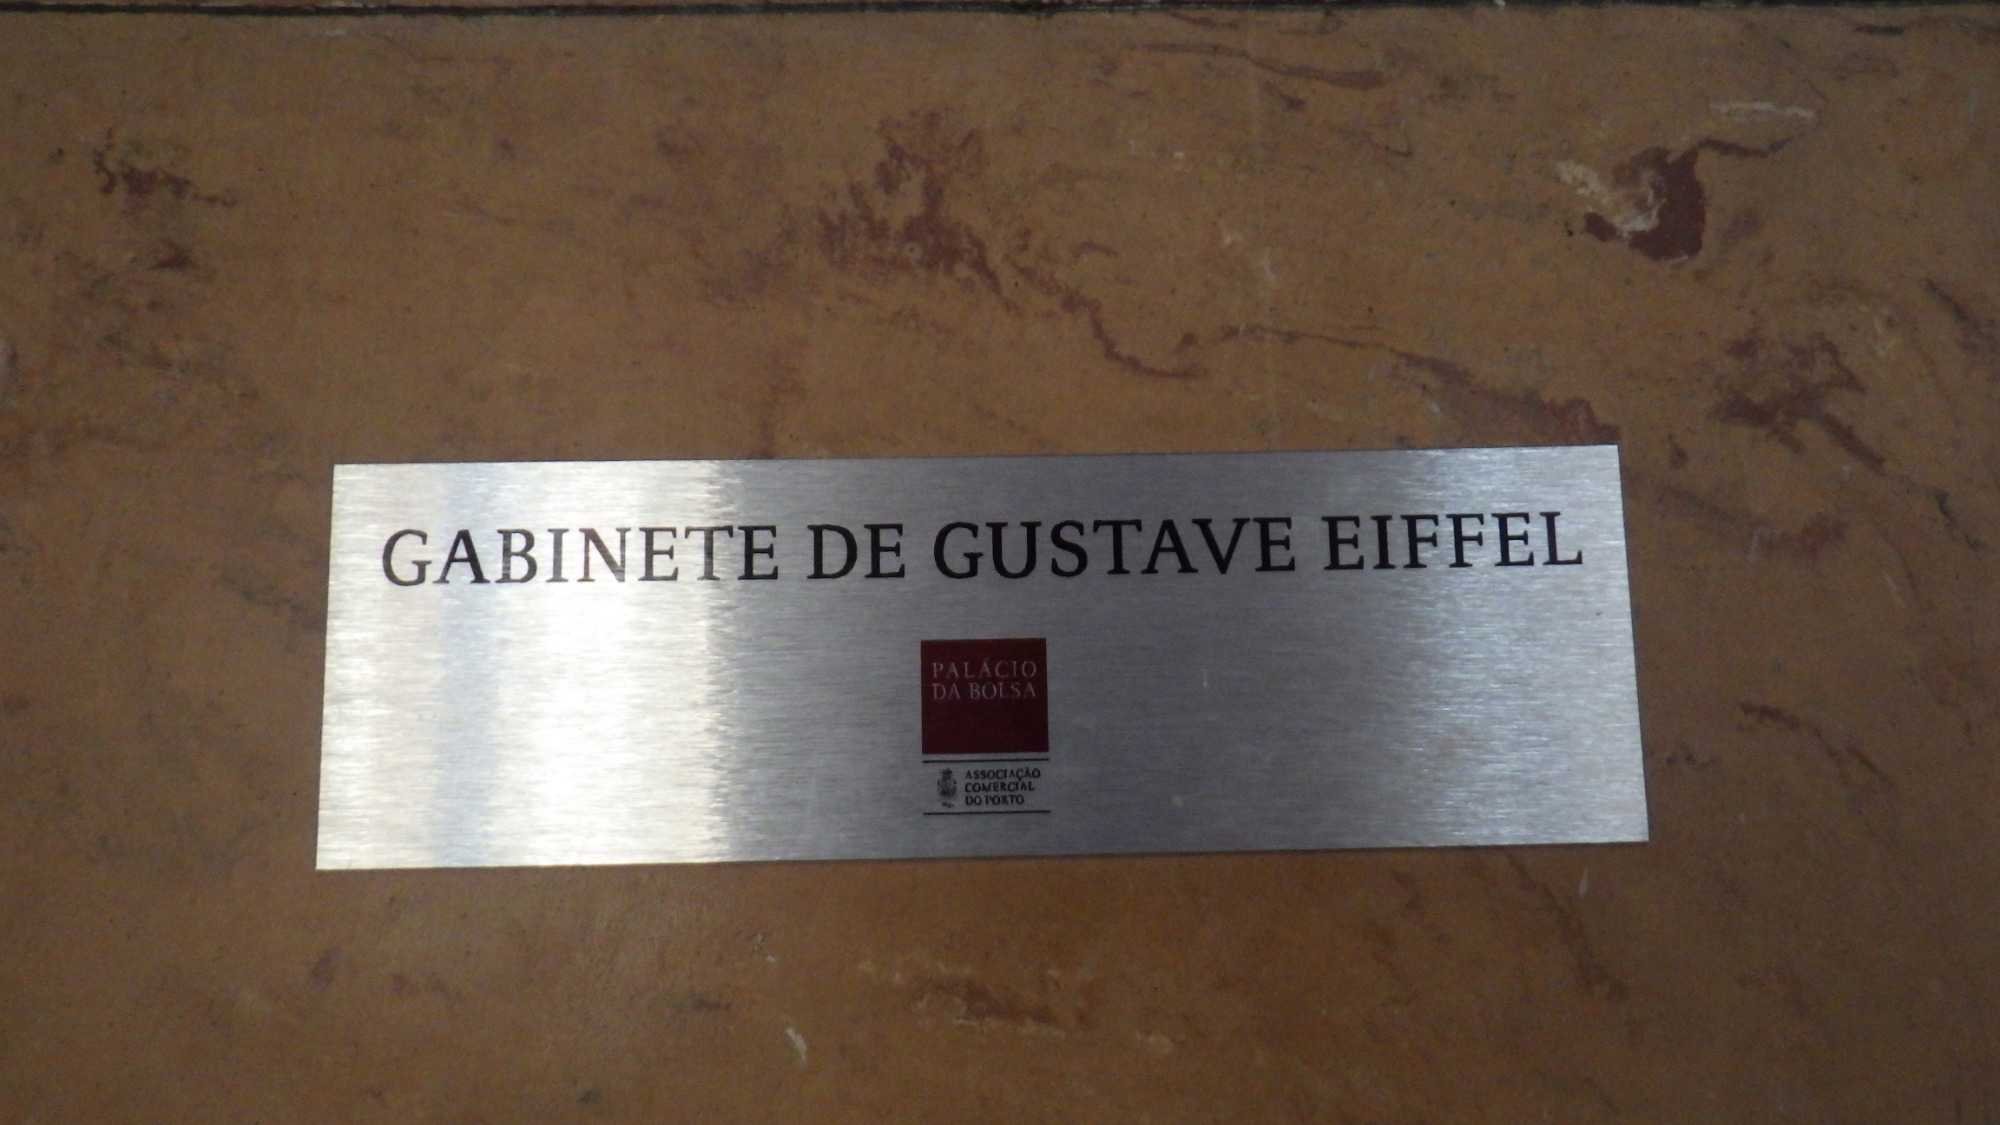 GABINETE DE GUSTAVE EIFFEL
PALÁCIO
DA BOLSA
ASSOCIAÇÃO
COMERCIAL
DO PORTO